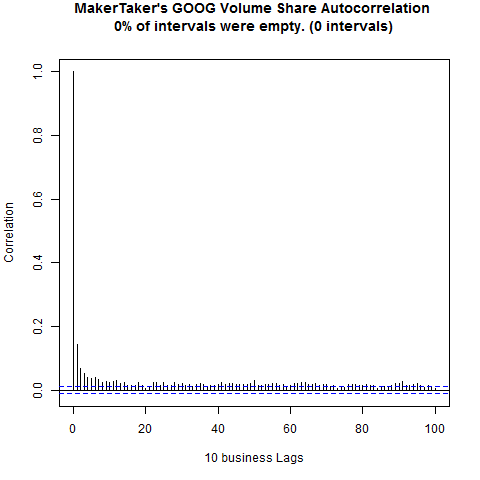 MakerTaker's GOOG Volume Share Autocorrelation
0% of intervals were empty. (0 intervals)
Correlation
1.0
0.8
0.6
0.4
0.2
0.0
0 20 40 60 80 100
10 business Lags